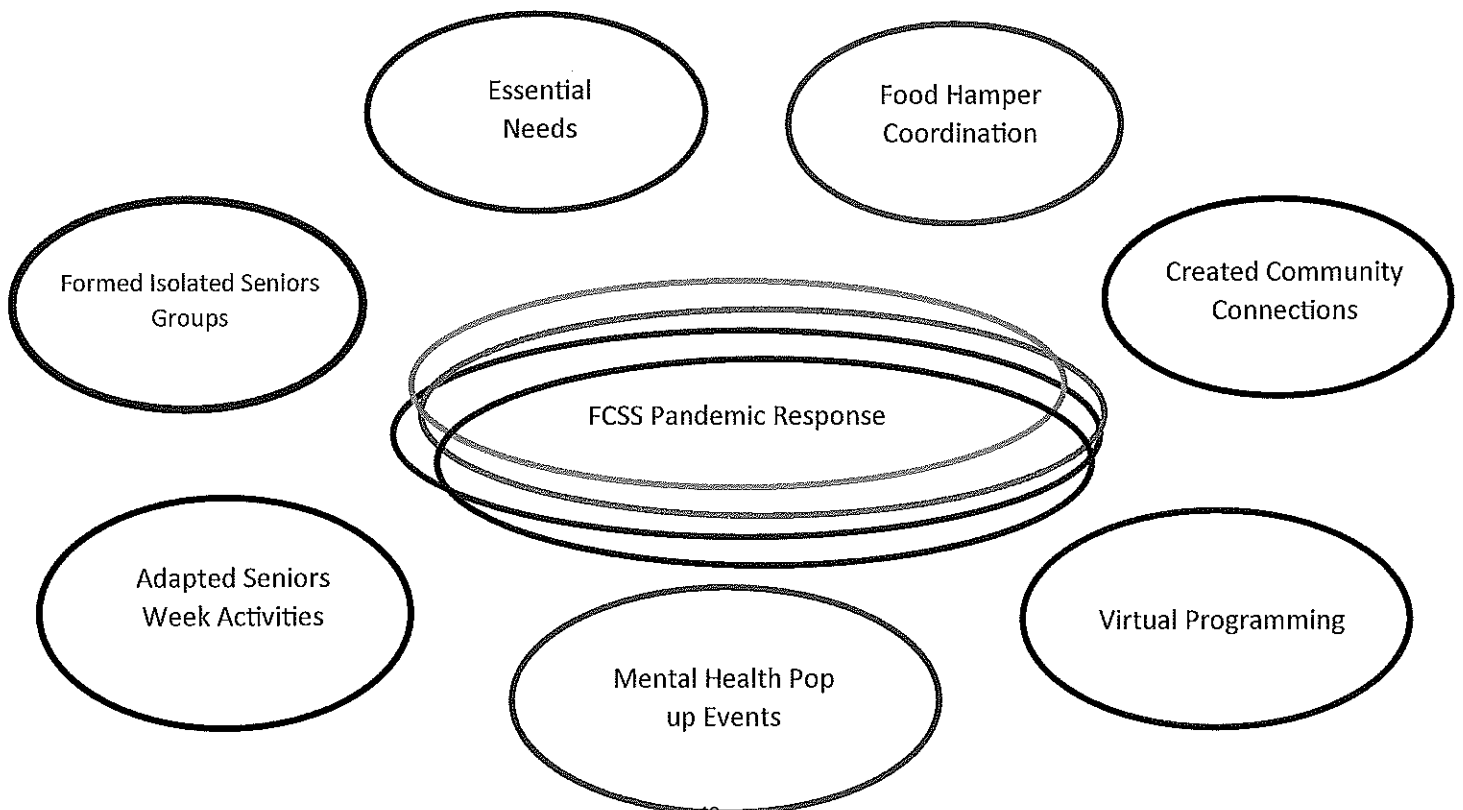 Essential
Needs
Food Hamper
Coordination
Formed Isolated Seniors
Groups
Created Community
Connections
FCSS Pandemic Response
Adapted Seniors
Week Activities
Virtual Programming
Mental Health Pop
up Events